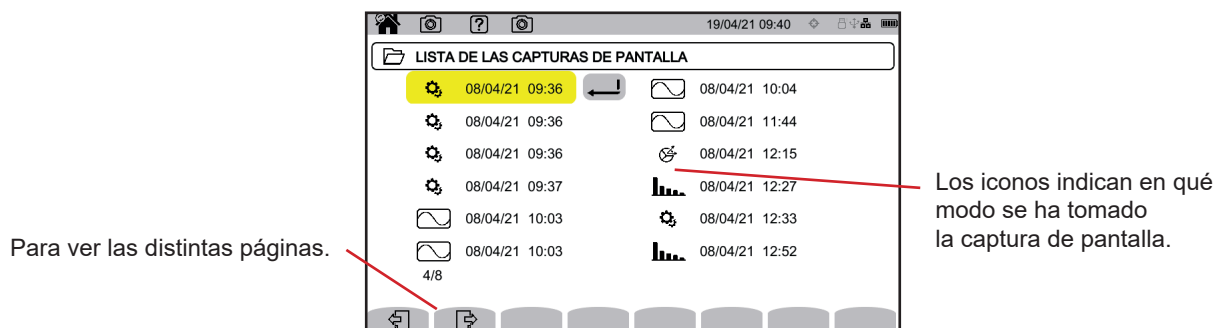 19/04/21 09:40
LISTA DE LAS CAPTURAS DE PANTALLA
08/04/21 09:36
08/04/21 09:36
08/04/21 09:36
08/04/21 09:37
08/04/21 10:03
08/04/21 10:03
4/8
08/04/21 10:04
08/04/21 11:44
08/04/21 12:15
08/04/21 12:27
08/04/21 12:33
08/04/21 12:52
Para ver las distintas páginas.
Los iconos indican en qué
modo se ha tomado
la captura de pantalla.